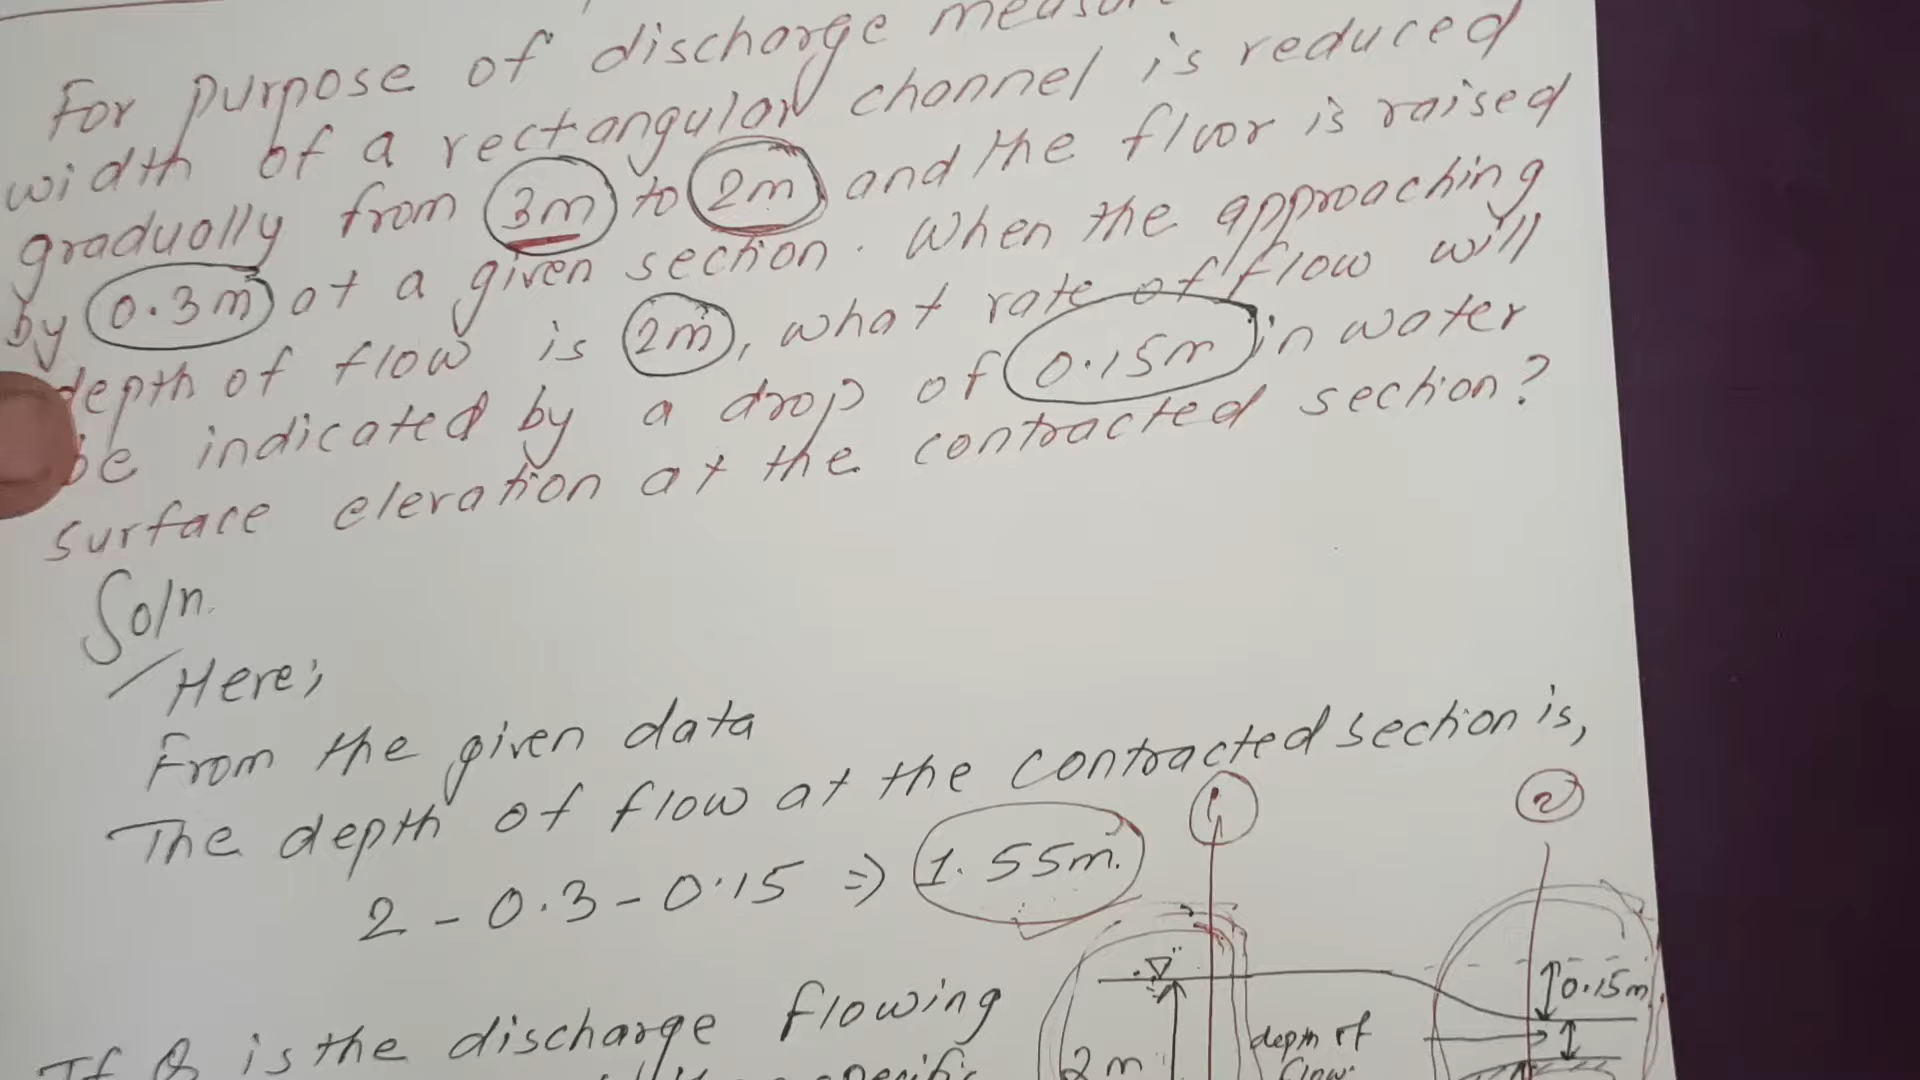 For purpose of discharge
width of a rectangular channel is reduced
gradually from 3m to 2m and the floor is raised
by 0.3m at a given section. When the approaching
depth of flow is 2m, what rate of flow will
be indicated by a drop of 0.15m in water
surface elevation at the contracted section?
Soln.
Here;
From the given data
The depth of flow at the contracted section is,
2 - 0.3 - 0.15 => 1.55m.
1
2
0.15m
If Q is the discharge flowing
2m
depth of
flow